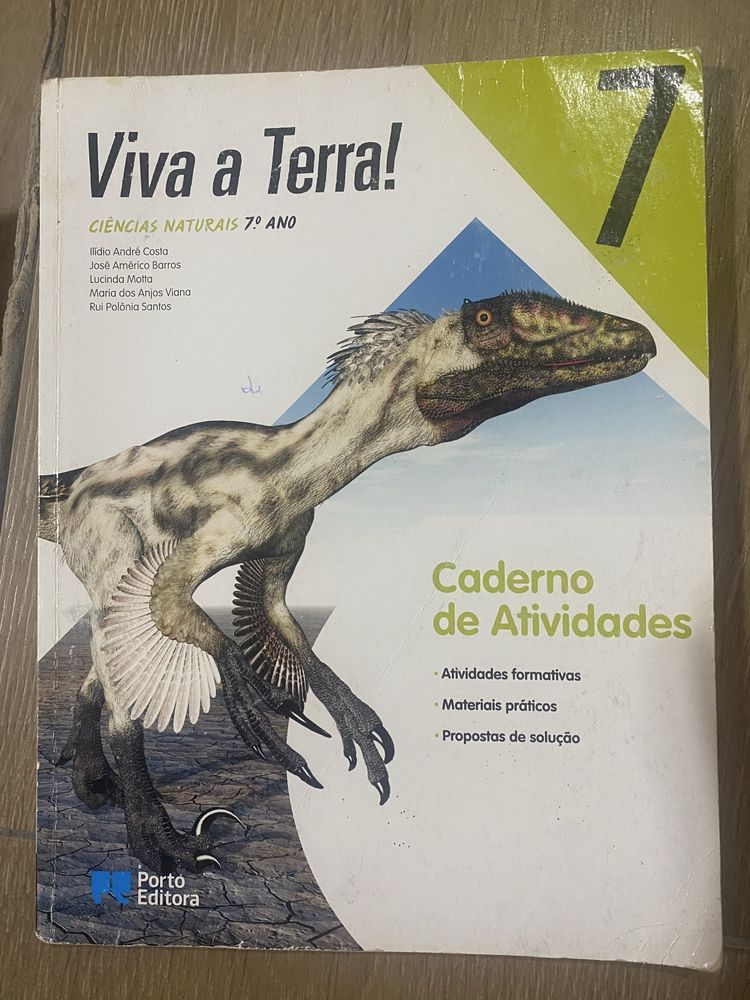 7
Viva a Terra!
CIÊNCIAS NATURAIS 7.º ANO
Ilídio André Costa
José Américo Barros
Lucinda Motta
Maria dos Anjos Viana
Rui Polónia Santos
Caderno
de Atividades
• Atividades formativas
• Materiais práticos
• Propostas de solução
Porto
Editora